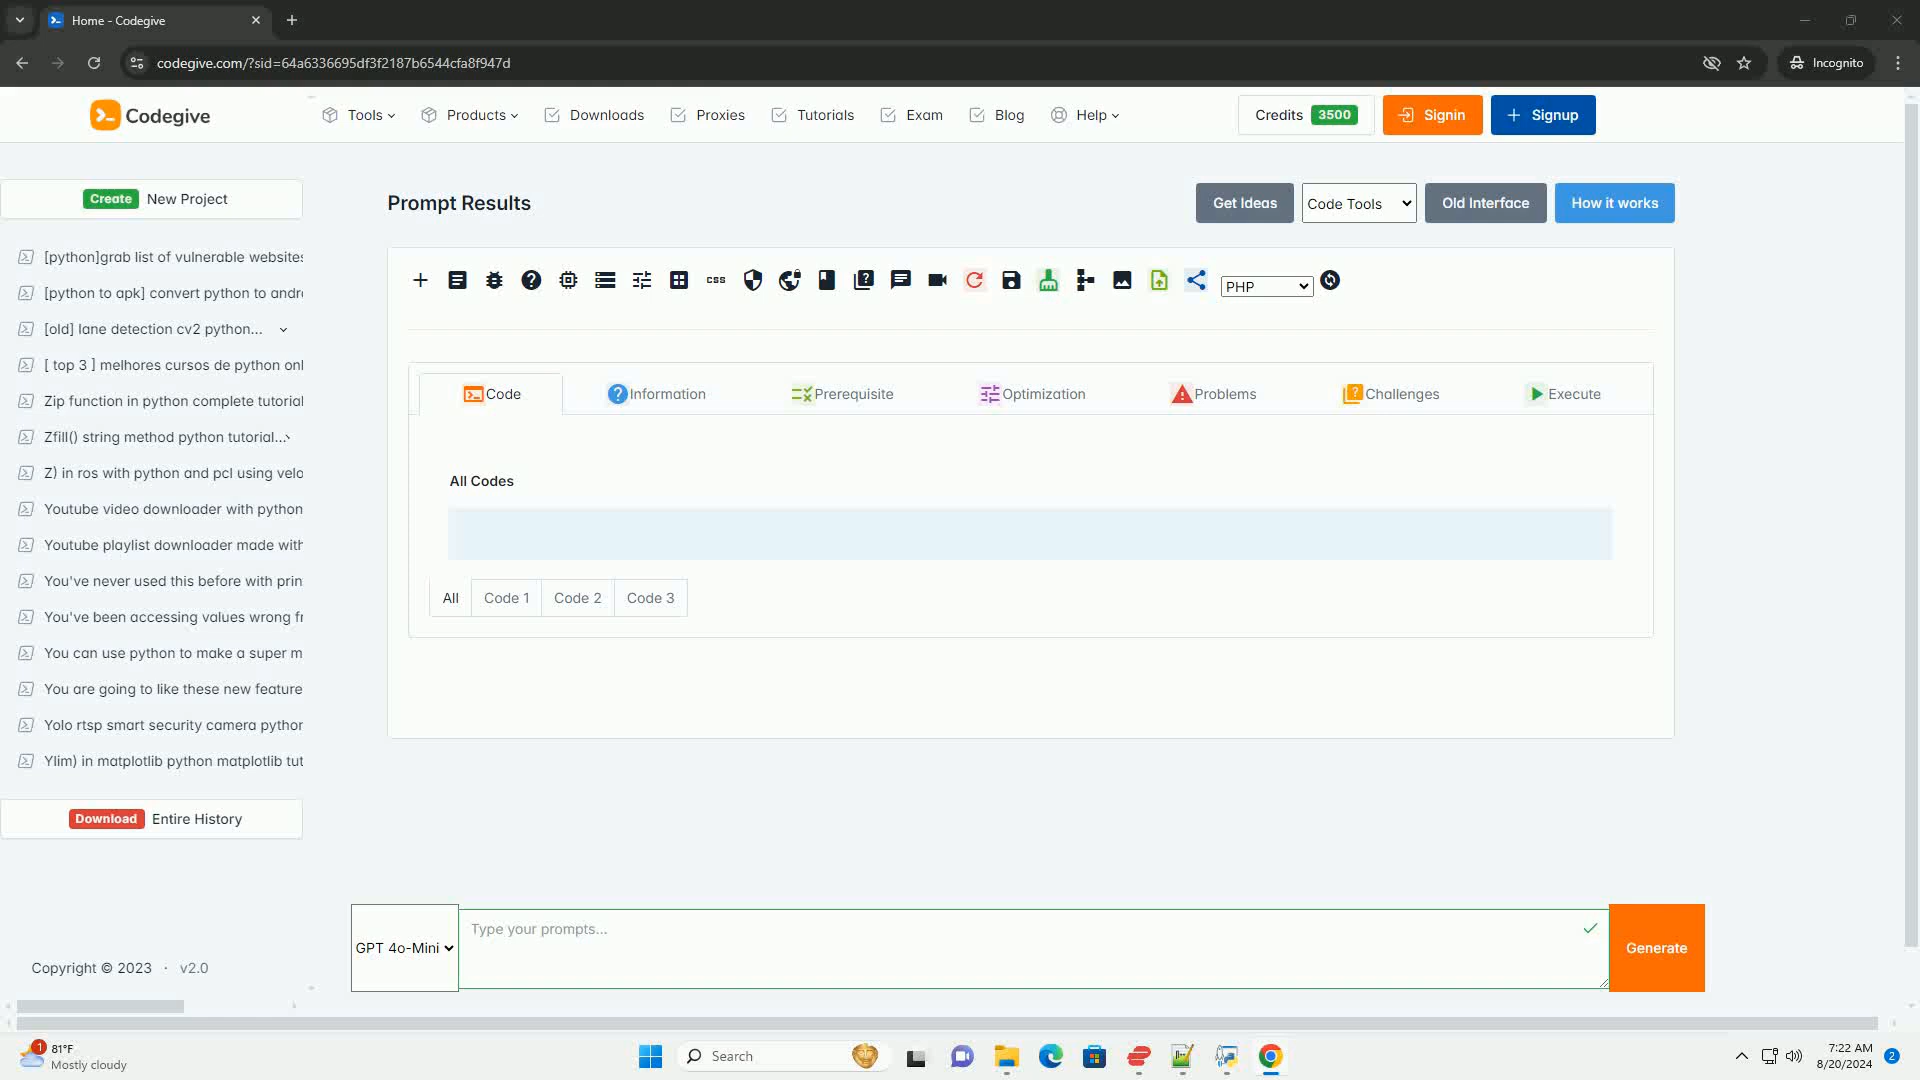 Home - Codegive
codegive.com/?sid=64a6336695df3f2187b6544cfa8f947d
Incognito
Codegive
Tools
Products
Downloads
Proxies
Tutorials
Exam
Blog
Help
Credits 3500
Signin
Signup
Create New Project
Prompt Results
Get Ideas
Code Tools
Old Interface
How it works
[python]grab list of vulnerable websites
[python to apk] convert python to andr
[old] lane detection cv2 python...
[ top 3 ] melhores cursos de python onl
Zip function in python complete tutorial
Zfill() string method python tutorial...
Z) in ros with python and pcl using velo
Youtube video downloader with python
Youtube playlist downloader made with
You've never used this before with prin
You've been accessing values wrong fr
You can use python to make a super m
You are going to like these new feature
Yolo rtsp smart security camera python
Ylim) in matplotlib python matplotlib tut
Download Entire History
css
PHP
Code
Information
Prerequisite
Optimization
Problems
Challenges
Execute
All Codes
All
Code 1
Code 2
Code 3
GPT 4o-Mini
Type your prompts...
Generate
Copyright © 2023 · v2.0
1
81°F
Mostly cloudy
Search
7:22 AM
8/20/2024
2